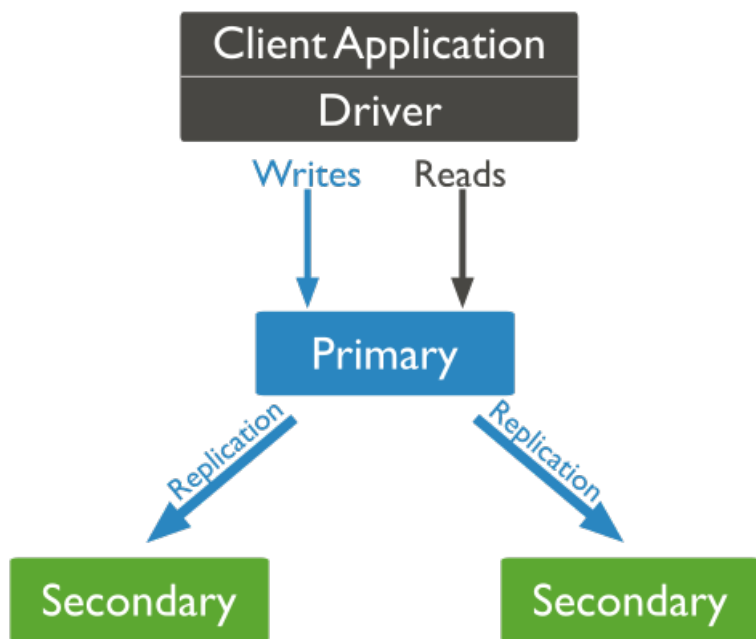 Client Application
Driver
Writes Reads
Primary
Replication Replication
Secondary Secondary